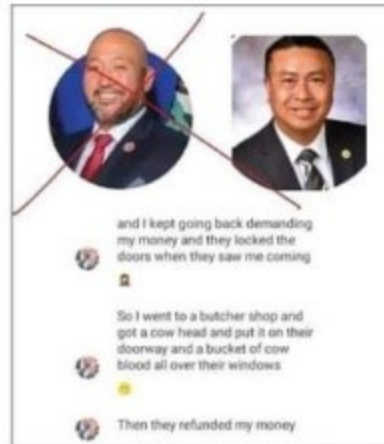 and I kept going back demanding
my money and they locked the
doors when they saw me coming
So I went to a butcher shop and
got a cow head and put it on their
doorway and a bucket of cow
blood all over their windows
Then they refunded my money